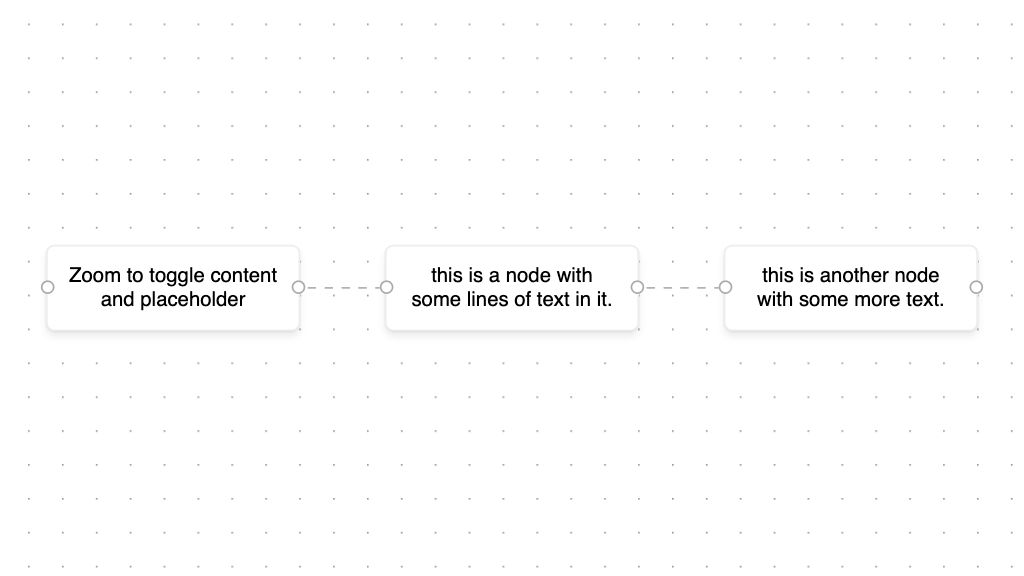 Zoom to toggle content
and placeholder
this is a node with
some lines of text in it.
this is another node
with some more text.